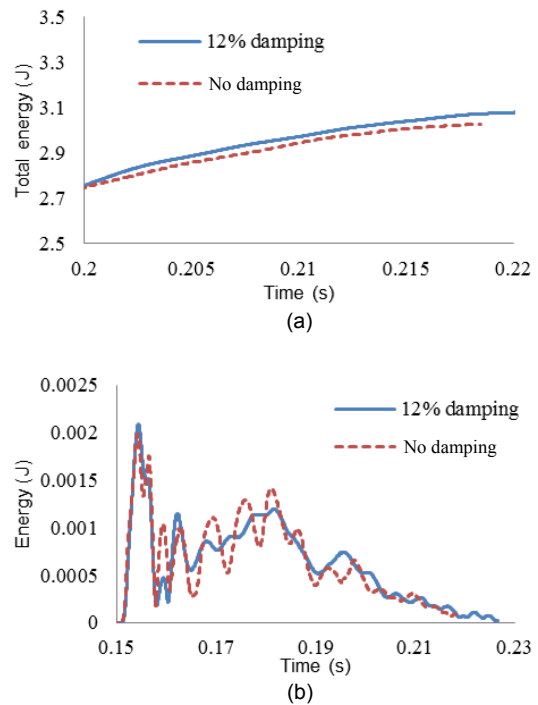 3.5
3.3
3.1
2.9
2.7
2.5
Total energy (J)
12% damping
No damping
0.2
0.205
0.21
0.215
0.22
Time (s)
(a)
0.0025
0.002
0.0015
0.001
0.0005
0
Energy (J)
12% damping
No damping
0.15
0.17
0.19
0.21
0.23
Time (s)
(b)